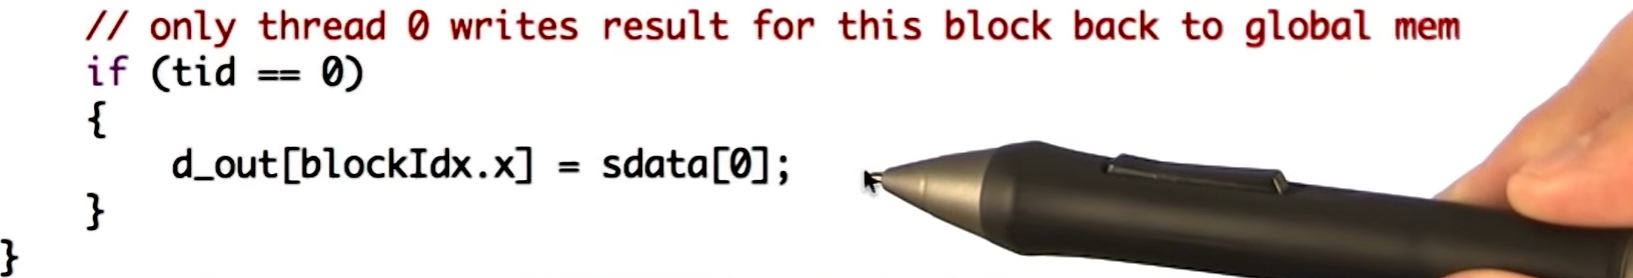 // only thread 0 writes result for this block back to global mem
if (tid == 0)
{
d_out[blockIdx.x] = sdata[0];
}
}